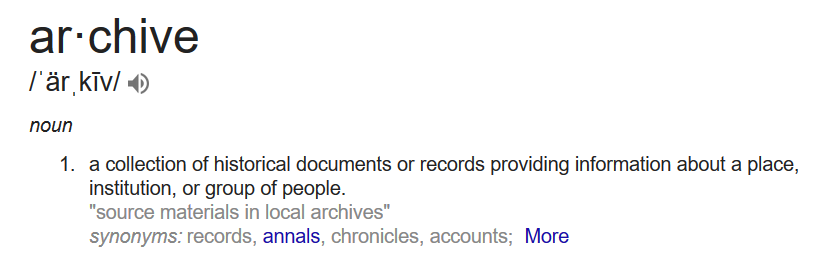 ar·chive
/ˈärˌkīv/
noun
1. a collection of historical documents or records providing information about a place,
institution, or group of people.
"source materials in local archives"
synonyms: records, annals, chronicles, accounts; More